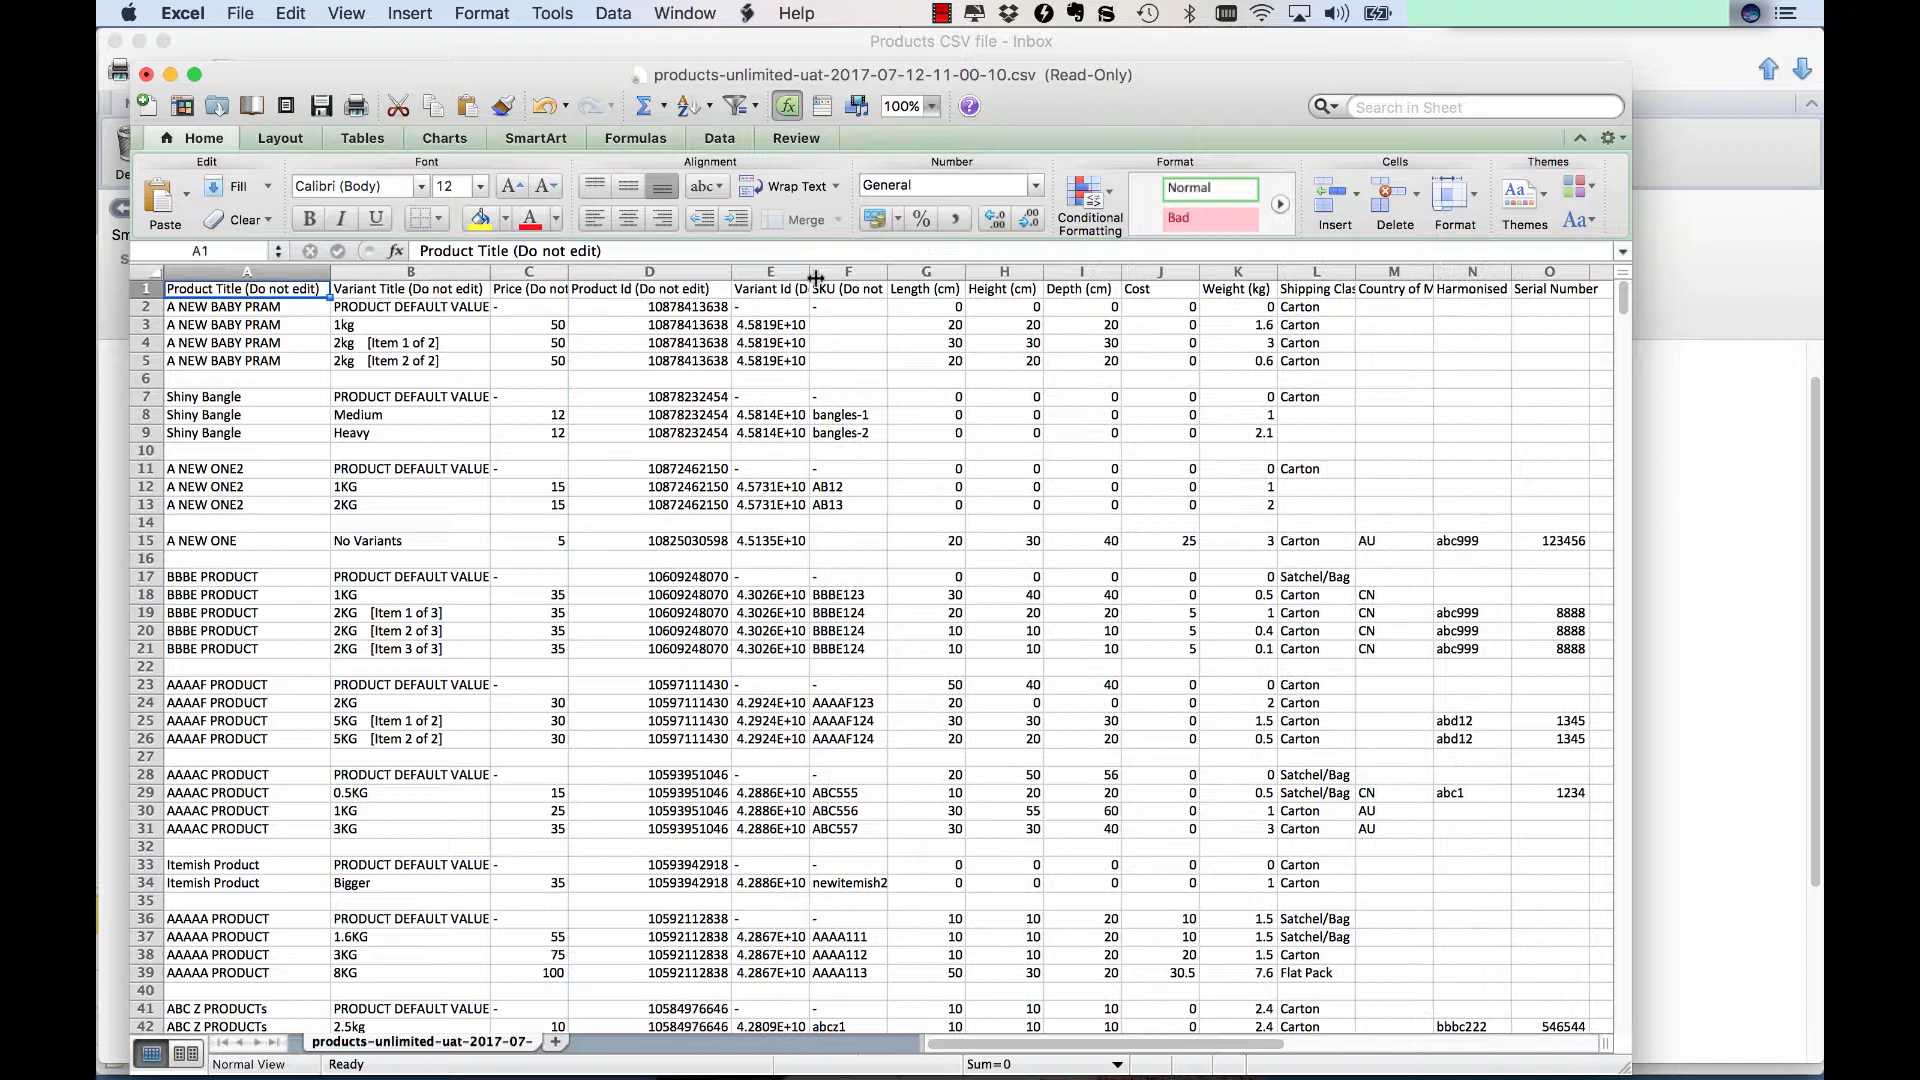 Excel File Edit View Insert Format Tools Data Window Help
Products CSV file - Inbox
products-unlimited-uat-2017-07-12-11-00-10.csv (Read-Only)
100% Search in Sheet
Home Layout Tables Charts SmartArt Formulas Data Review
Edit Font Alignment Number Format Cells Themes
Fill Calibri (Body) 12 abc Wrap Text General Normal
Paste Clear B I U A Merge % Bad Conditional Formatting Insert Delete Format Themes Aa
A1 fx Product Title (Do not edit)
A B C D E F G H I J K L M N O
1 Product Title (Do not edit) Variant Title (Do not edit) Price (Do not Product Id (Do not edit) Variant Id (D SKU (Do not Length (cm) Height (cm) Depth (cm) Cost Weight (kg) Shipping Clas Country of M Harmonised Serial Number
2 A NEW BABY PRAM PRODUCT DEFAULT VALUE - 10878413638 - - 0 0 0 0 0 Carton
3 A NEW BABY PRAM 1kg 50 10878413638 4.5819E+10 20 20 20 0 1.6 Carton
4 A NEW BABY PRAM 2kg [Item 1 of 2] 50 10878413638 4.5819E+10 30 30 30 0 3 Carton
5 A NEW BABY PRAM 2kg [Item 2 of 2] 50 10878413638 4.5819E+10 20 20 20 0 0.6 Carton
6
7 Shiny Bangle PRODUCT DEFAULT VALUE - 10878232454 - - 0 0 0 0 0 Carton
8 Shiny Bangle Medium 12 10878232454 4.5814E+10 bangles-1 0 0 0 0 1
9 Shiny Bangle Heavy 12 10878232454 4.5814E+10 bangles-2 0 0 0 0 2.1
10
11 A NEW ONE2 PRODUCT DEFAULT VALUE - 10872462150 - - 0 0 0 0 0 Carton
12 A NEW ONE2 1KG 15 10872462150 4.5731E+10 AB12 0 0 0 0 1
13 A NEW ONE2 2KG 15 10872462150 4.5731E+10 AB13 0 0 0 0 2
14
15 A NEW ONE No Variants 5 10825030598 4.5135E+10 20 30 40 25 3 Carton AU abc999 123456
16
17 BBBE PRODUCT PRODUCT DEFAULT VALUE - 10609248070 - - 0 0 0 0 0 Satchel/Bag
18 BBBE PRODUCT 1KG 35 10609248070 4.3026E+10 BBBE123 30 40 40 0 0.5 Carton CN
19 BBBE PRODUCT 2KG [Item 1 of 3] 35 10609248070 4.3026E+10 BBBE124 20 20 20 5 1 Carton CN abc999 8888
20 BBBE PRODUCT 2KG [Item 2 of 3] 35 10609248070 4.3026E+10 BBBE124 10 10 10 5 0.4 Carton CN abc999 8888
21 BBBE PRODUCT 2KG [Item 3 of 3] 35 10609248070 4.3026E+10 BBBE124 10 10 10 5 0.1 Carton CN abc999 8888
22
23 AAAAF PRODUCT PRODUCT DEFAULT VALUE - 10597111430 - - 50 40 40 0 0 Carton
24 AAAAF PRODUCT 2KG 30 10597111430 4.2924E+10 AAAAF123 20 0 0 0 2 Carton
25 AAAAF PRODUCT 5KG [Item 1 of 2] 30 10597111430 4.2924E+10 AAAAF124 30 30 30 0 1.5 Carton abd12 1345
26 AAAAF PRODUCT 5KG [Item 2 of 2] 30 10597111430 4.2924E+10 AAAAF124 20 20 20 0 0.5 Carton abd12 1345
27
28 AAAAC PRODUCT PRODUCT DEFAULT VALUE - 10593951046 - - 20 50 56 0 0 Satchel/Bag
29 AAAAC PRODUCT 0.5KG 15 10593951046 4.2886E+10 ABC555 10 20 20 0 0.5 Satchel/Bag CN abc1 1234
30 AAAAC PRODUCT 1KG 25 10593951046 4.2886E+10 ABC556 30 55 60 0 1 Carton AU
31 AAAAC PRODUCT 3KG 35 10593951046 4.2886E+10 ABC557 30 30 40 0 3 Carton AU
32
33 Itemish Product PRODUCT DEFAULT VALUE - 10593942918 - - 0 0 0 0 0 Carton
34 Itemish Product Bigger 35 10593942918 4.2886E+10 newitemish2 0 0 0 0 1 Carton
35
36 AAAAA PRODUCT PRODUCT DEFAULT VALUE - 10592112838 - - 10 10 20 10 1.5 Satchel/Bag
37 AAAAA PRODUCT 1.6KG 55 10592112838 4.2867E+10 AAAA111 10 10 20 10 1.5 Satchel/Bag
38 AAAAA PRODUCT 3KG 75 10592112838 4.2867E+10 AAAA112 10 10 20 20 1.5 Carton
39 AAAAA PRODUCT 8KG 100 10592112838 4.2867E+10 AAAA113 50 30 20 30.5 7.6 Flat Pack
40
41 ABC Z PRODUCTs PRODUCT DEFAULT VALUE - 10584976646 - - 10 10 10 0 2.4 Carton
42 ABC Z PRODUCTs 2.5kg 10 10584976646 4.2809E+10 abcz1 10 10 10 0 2.4 Carton bbbc222 546544
products-unlimited-uat-2017-07-
Normal View Ready Sum=0